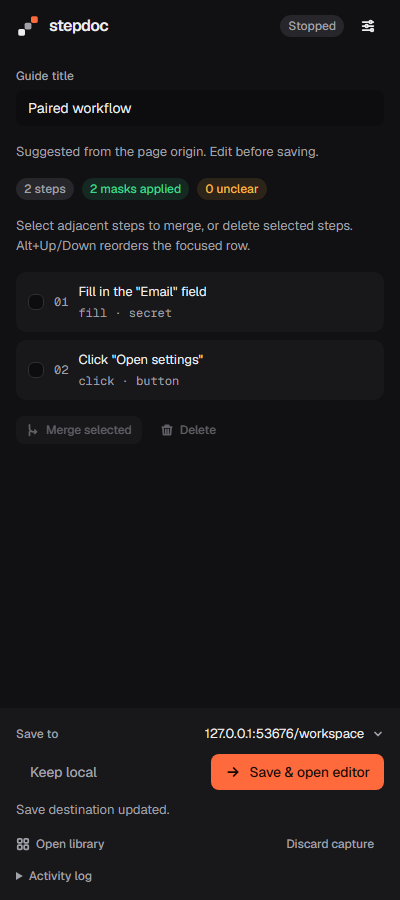 stepdoc
Stopped
Guide title
Paired workflow
Suggested from the page origin. Edit before saving.
2 steps
2 masks applied
0 unclear
Select adjacent steps to merge, or delete selected steps.
Alt+Up/Down reorders the focused row.
01
Fill in the "Email" field
fill · secret
02
Click "Open settings"
click · button
Merge selected
Delete
Save to
127.0.0.1:53676/workspace
Keep local
Save & open editor
Save destination updated.
Open library
Discard capture
Activity log